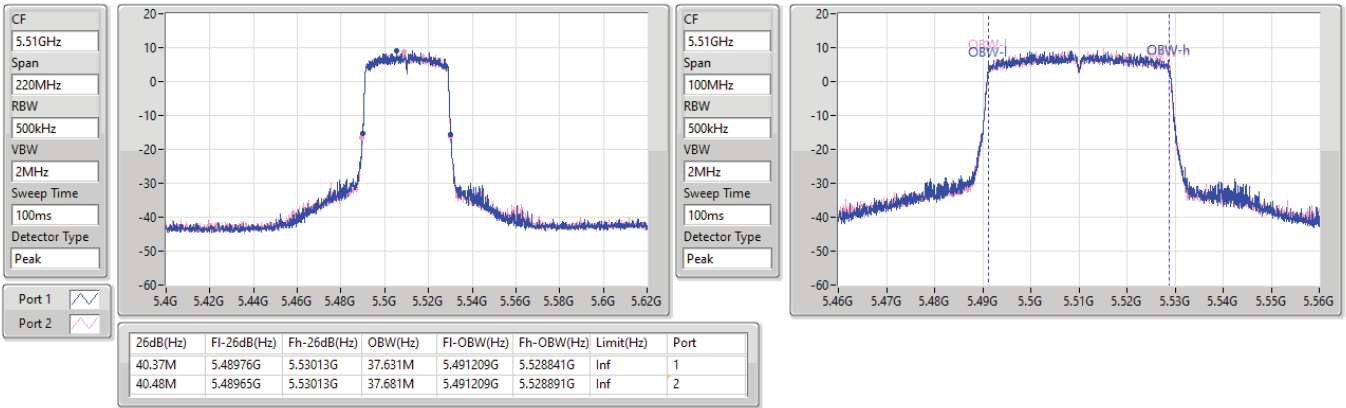 CF
5.51GHz
Span
220MHz
RBW
500kHz
VBW
2MHz
Sweep Time
100ms
Detector Type
Peak
Port 1
Port 2
20
10
0
-10
-20
-30
-40
-50
-60
5.4G 5.42G 5.44G 5.46G 5.48G 5.5G 5.52G 5.54G 5.56G 5.58G 5.6G 5.62G
CF
5.51GHz
Span
100MHz
RBW
500kHz
VBW
2MHz
Sweep Time
100ms
Detector Type
Peak
20
10
0
-10
-20
-30
-40
-50
-60
OBW-l
OBW-l
OBW-h
5.46G 5.47G 5.48G 5.49G 5.5G 5.51G 5.52G 5.53G 5.54G 5.55G 5.56G
26dB(Hz) Fl-26dB(Hz) Fh-26dB(Hz) OBW(Hz) Fl-OBW(Hz) Fh-OBW(Hz) Limit(Hz) Port
40.37M 5.48976G 5.53013G 37.631M 5.491209G 5.528841G Inf 1
40.48M 5.48965G 5.53013G 37.681M 5.491209G 5.528891G Inf 2